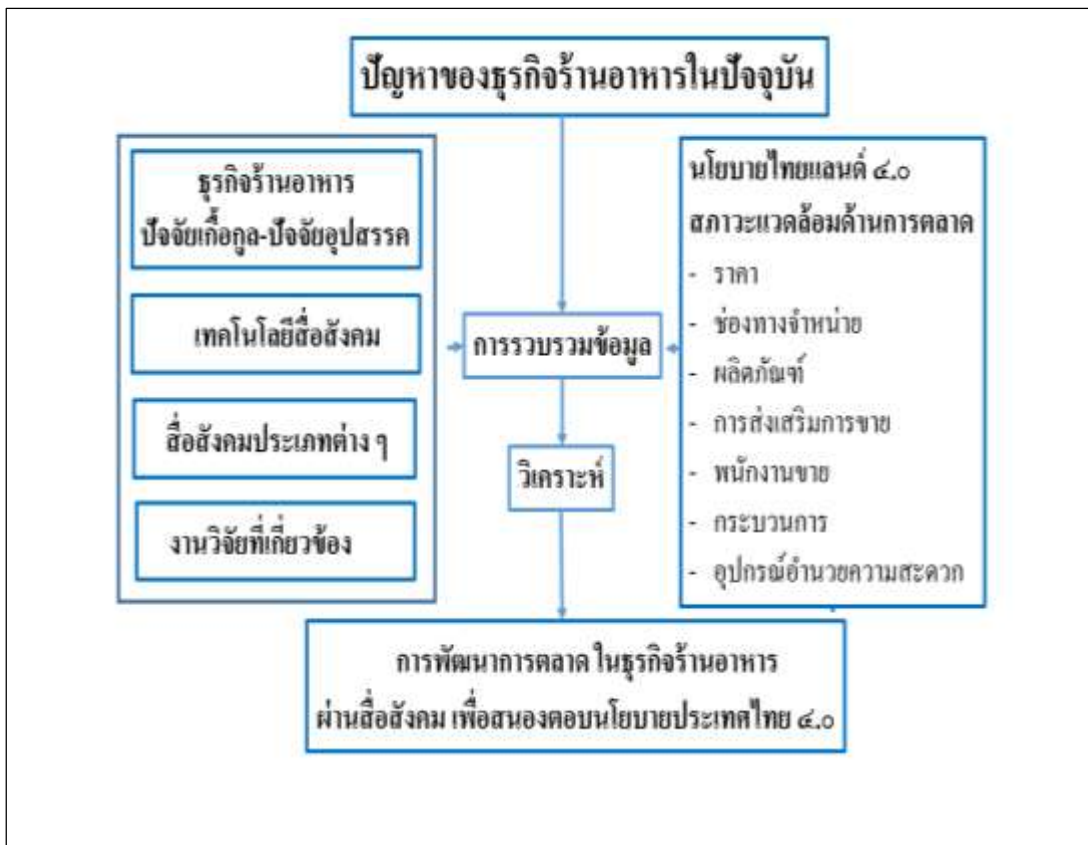 ปัญหาของธุรกิจร้านอาหารในปัจจุบัน
ธุรกิจร้านอาหาร
ปัจจัยเกื้อกูล-ปัจจัยอุปสรรค
เทคโนโลยีสื่อสังคม
สื่อสังคมประเภทต่าง ๆ
งานวิจัยที่เกี่ยวข้อง
การรวบรวมข้อมูล
วิเคราะห์
นโยบายไทยแลนด์ ๔.๐
สภาวะแวดล้อมด้านการตลาด
- ราคา
- ช่องทางจำหน่าย
- ผลิตภัณฑ์
- การส่งเสริมการขาย
- พนักงานขาย
- กระบวนการ
- อุปกรณ์อำนวยความสะดวก
การพัฒนาการตลาด ในธุรกิจร้านอาหาร
ผ่านสื่อสังคม เพื่อสนองตอบนโยบายประเทศไทย ๔.๐